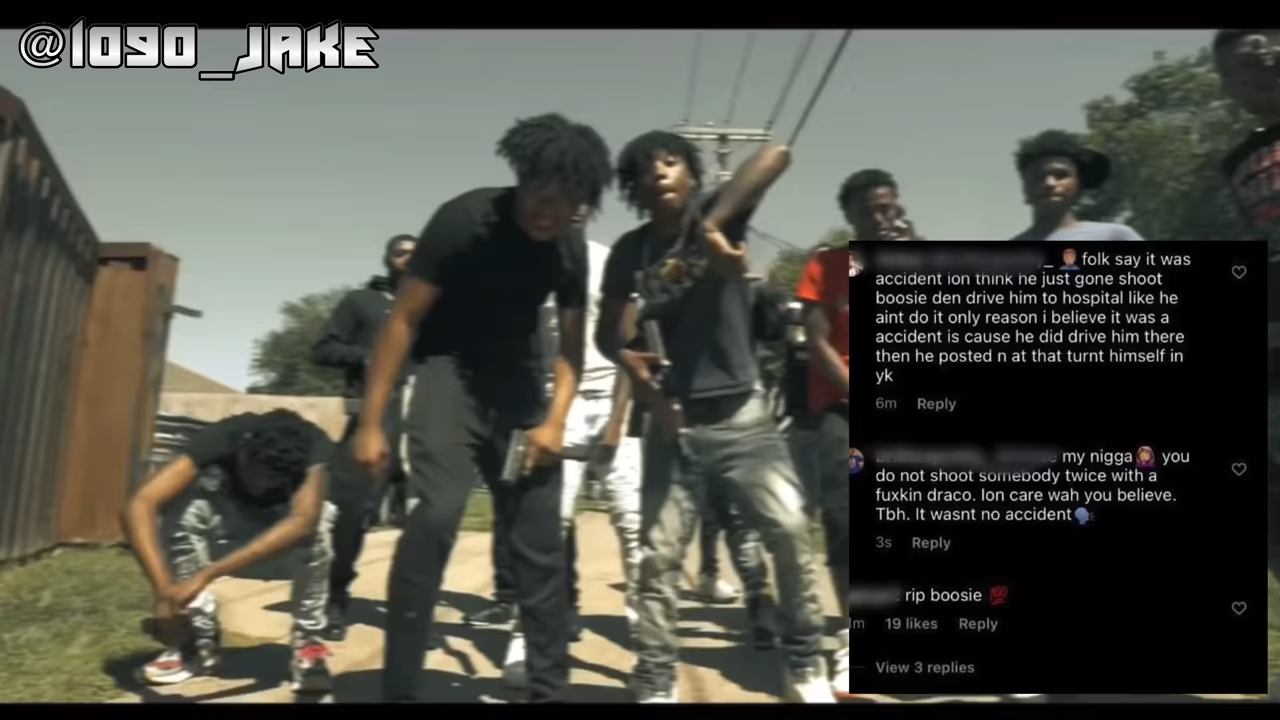 @1090_JAKE
folk say it was
accident ion think he just gone shoot
boosie den drive him to hospital like he
aint do it only reason i believe it was a
accident is cause he did drive him there
then he posted n at that turnt himself in
yk
6m Reply
my nigga🤦🏽‍♀️ you
do not shoot somebody twice with a
fuxkin draco. Ion care wah you believe.
Tbh. It wasnt no accident🗣
3s Reply
rip boosie 💯
1m 19 likes Reply
View 3 replies